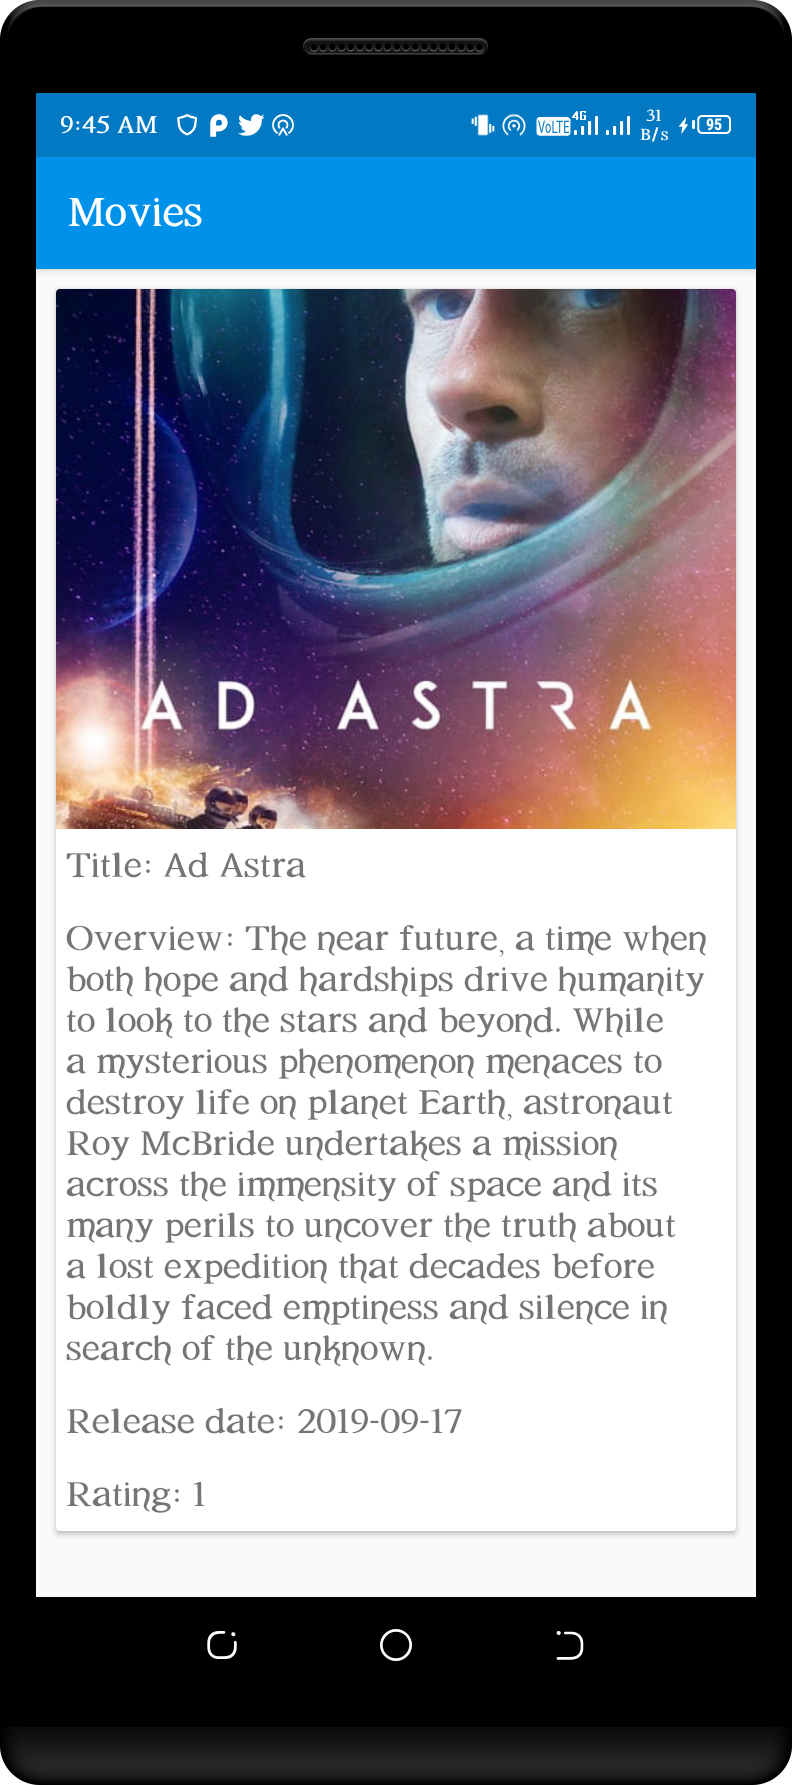 9:45 AM VoLTE 4G 31 B/s 95
Movies
AD ASTRA
Title: Ad Astra
Overview: The near future, a time when
both hope and hardships drive humanity
to look to the stars and beyond. While
a mysterious phenomenon menaces to
destroy life on planet Earth, astronaut
Roy McBride undertakes a mission
across the immensity of space and its
many perils to uncover the truth about
a lost expedition that decades before
boldly faced emptiness and silence in
search of the unknown.
Release date: 2019-09-17
Rating: 1